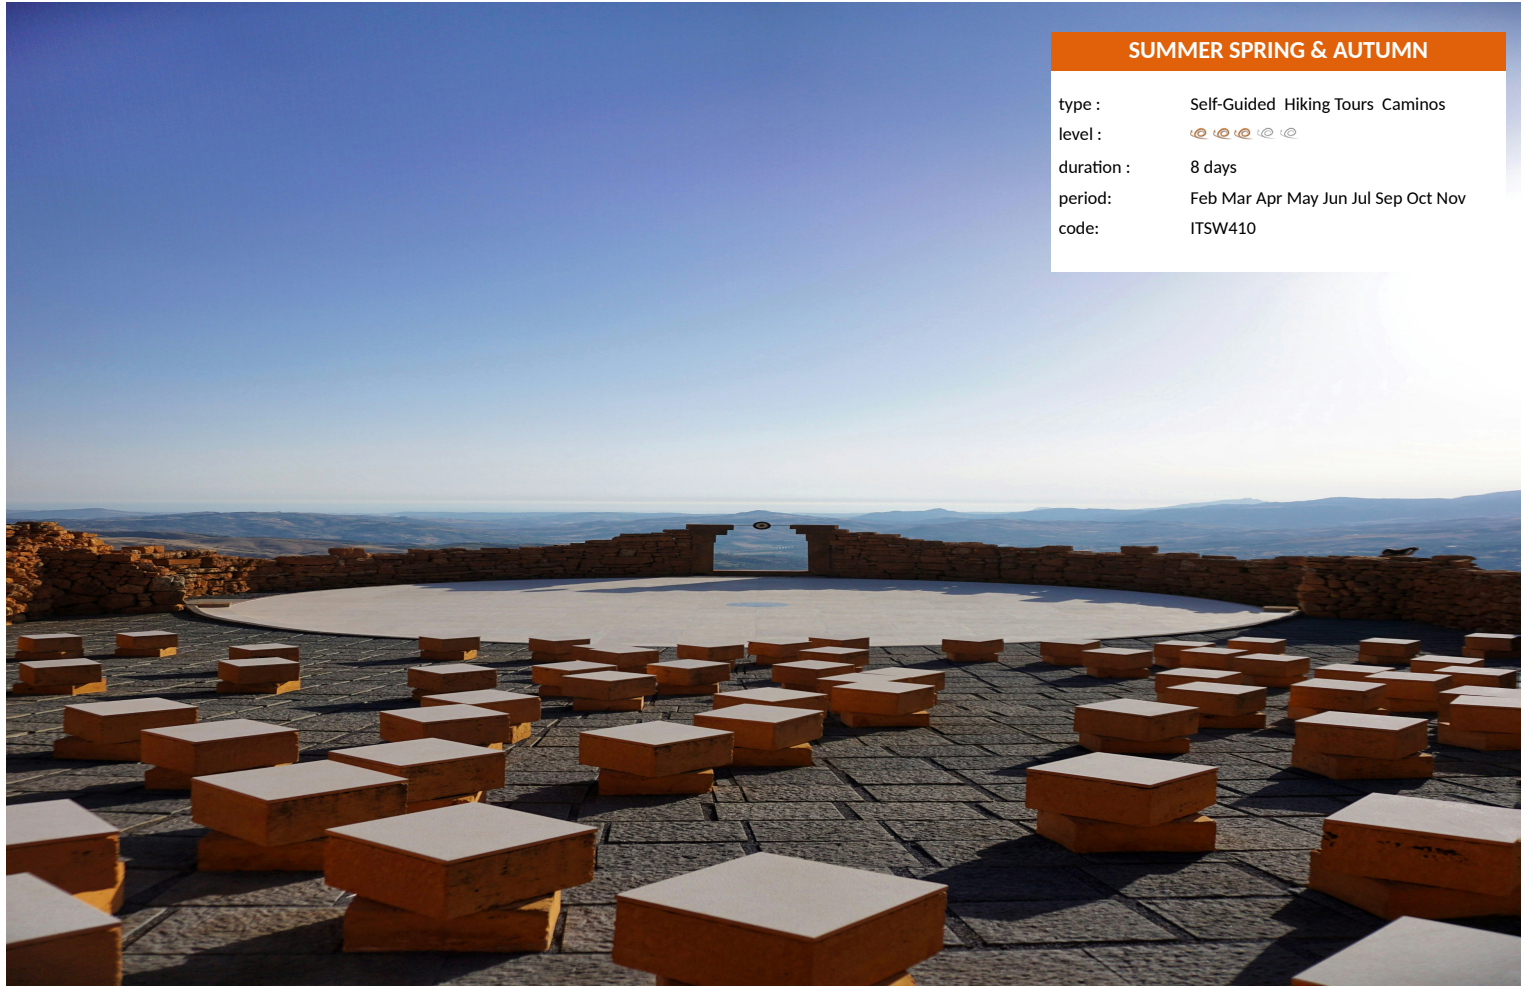 SUMMER SPRING & AUTUMN
type : Self-Guided Hiking Tours Caminos
level :
duration : 8 days
period: Feb Mar Apr May Jun Jul Sep Oct Nov
code: ITSW410